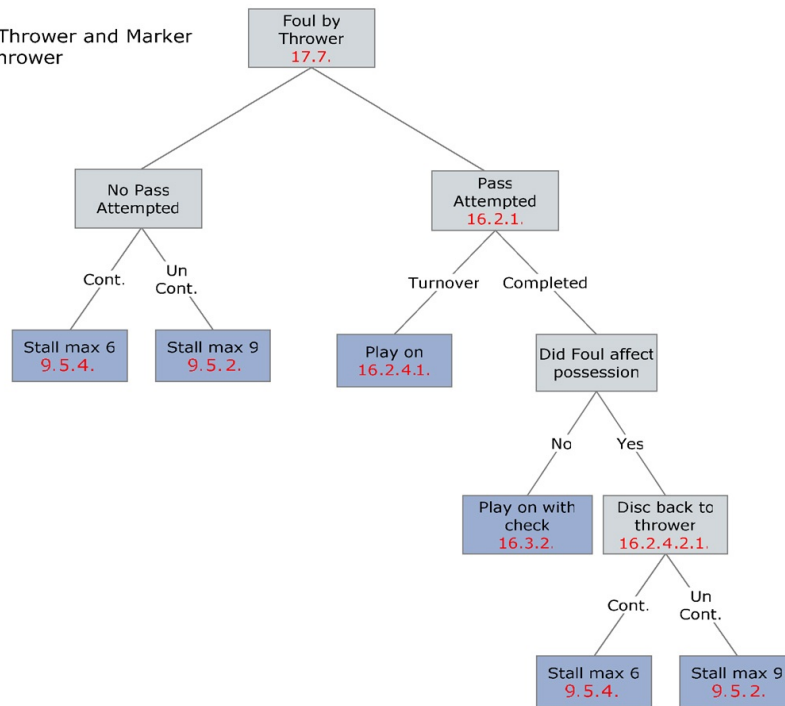 Thrower and Marker
Foul by
Thrower
17.7.
No Pass
Attempted
Pass
Attempted
16.2.1.
Cont.
Un
Cont.
Turnover
Completed
Stall max 6
9.5.4.
Stall max 9
9.5.2.
Play on
16.2.4.1.
Did Foul affect
possession
No
Yes
Play on with
check
16.3.2.
Disc back to
thrower
16.2.4.2.1.
Cont.
Un
Cont.
Stall max 6
9.5.4.
Stall max 9
9.5.2.